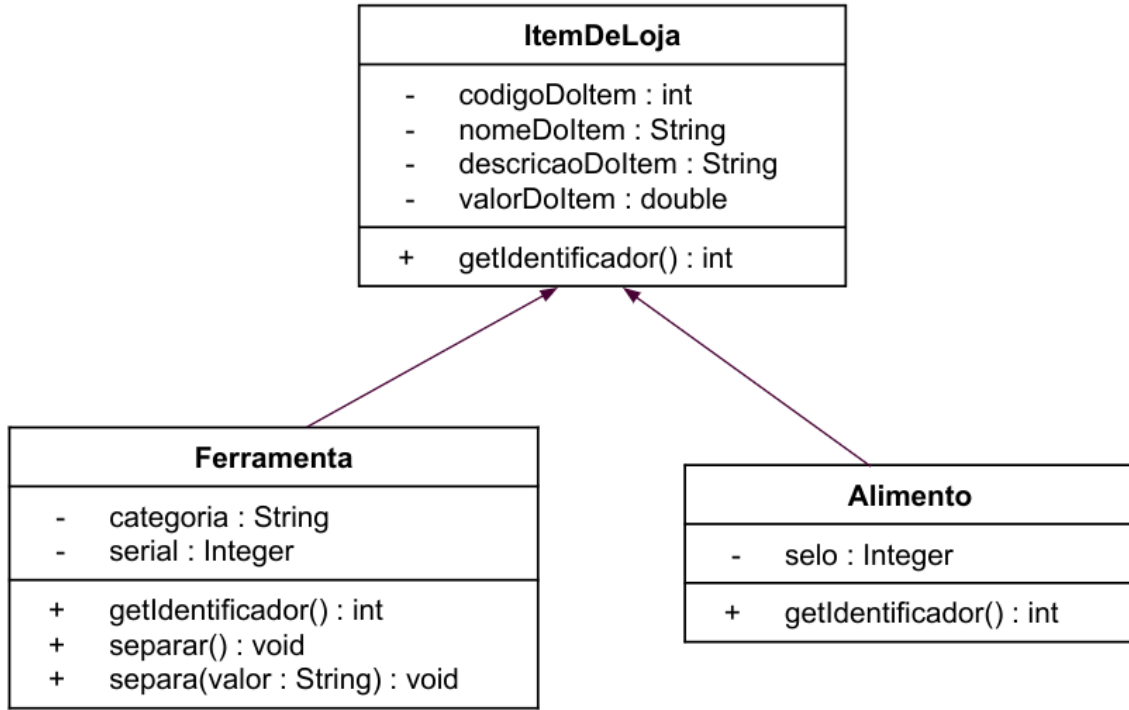 ItemDeLoja
- codigoDoItem : int
- nomeDoItem : String
- descricaoDoItem : String
- valorDoItem : double
+ getIdentificador() : int
Ferramenta
- categoria : String
- serial : Integer
+ getIdentificador() : int
+ separar() : void
+ separa(valor : String) : void
Alimento
- selo : Integer
+ getIdentificador() : int